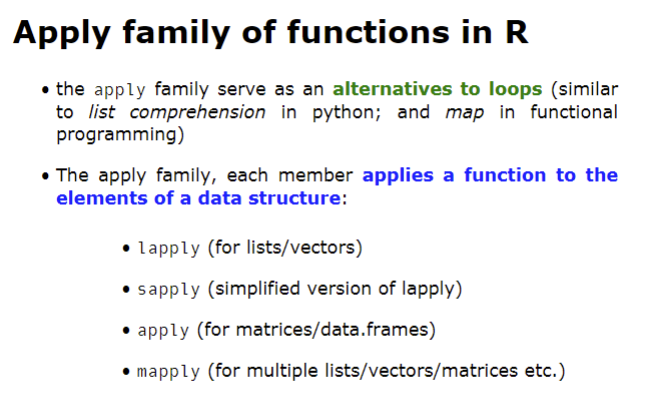 Apply family of functions in R
• the apply family serve as an alternatives to loops (similar
to list comprehension in python; and map in functional
programming)
• The apply family, each member applies a function to the
elements of a data structure:
• lapply (for lists/vectors)
• sapply (simplified version of lapply)
• apply (for matrices/data.frames)
• mapply (for multiple lists/vectors/matrices etc.)